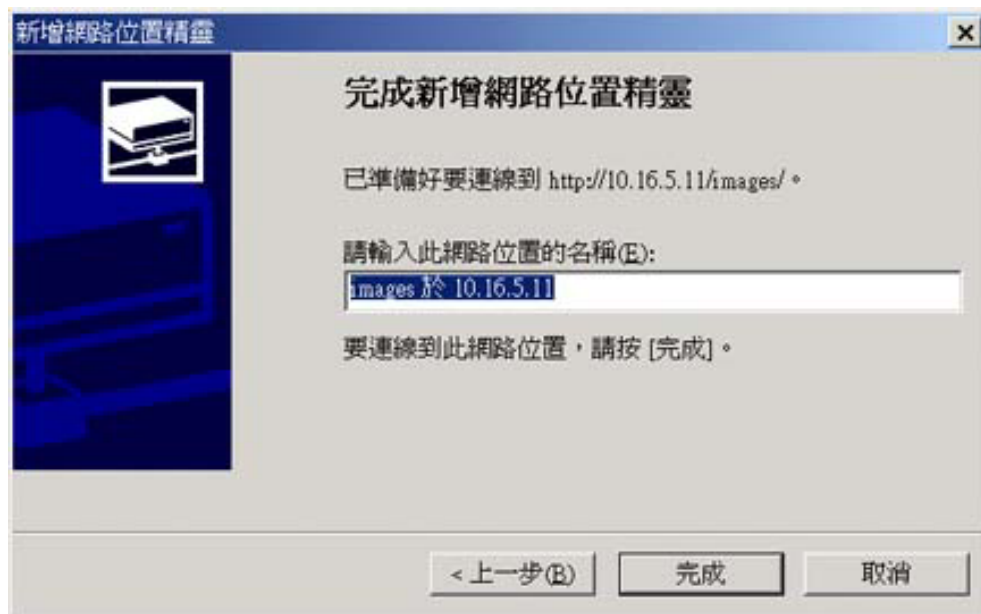 新增網路位置精靈
完成新增網路位置精靈
已準備好要連線到 http://10.16.5.11/images/。
請輸入此網路位置的名稱(E):
images 於 10.16.5.11
要連線到此網路位置，請按 [完成]。
<上一步(B) 完成 取消